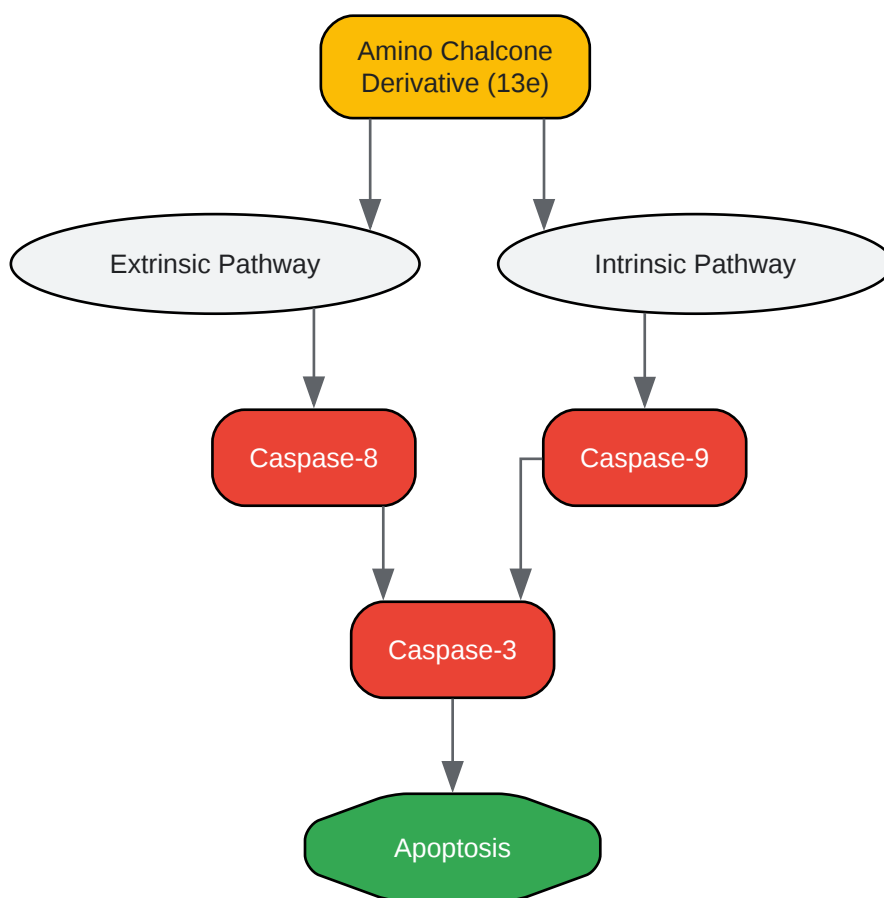 Amino Chalcone
Derivative (13e)
Extrinsic Pathway
Intrinsic Pathway
Caspase-8
Caspase-9
Caspase-3
Apoptosis